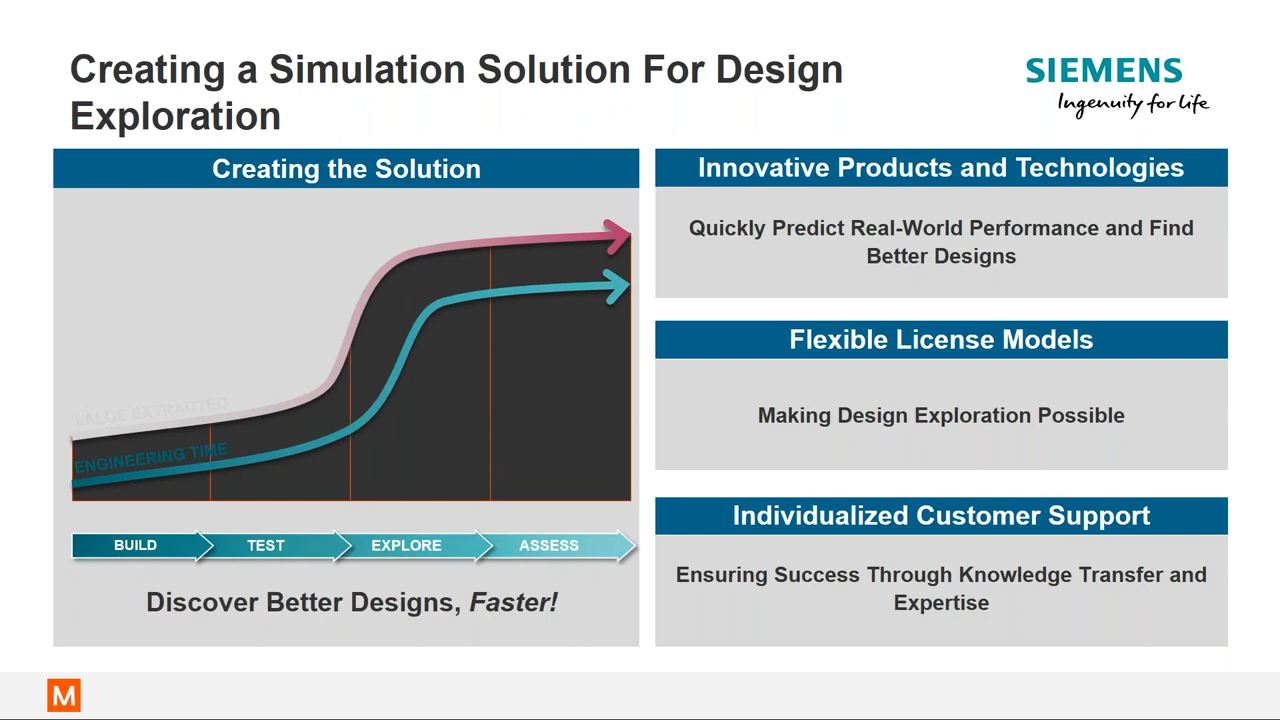 Creating a Simulation Solution For Design
Exploration
SIEMENS
Ingenuity for life
Creating the Solution
VALUE EXTRACTED
ENGINEERING TIME
BUILD
TEST
EXPLORE
ASSESS
Discover Better Designs, Faster!
Innovative Products and Technologies
Quickly Predict Real-World Performance and Find
Better Designs
Flexible License Models
Making Design Exploration Possible
Individualized Customer Support
Ensuring Success Through Knowledge Transfer and
Expertise
M